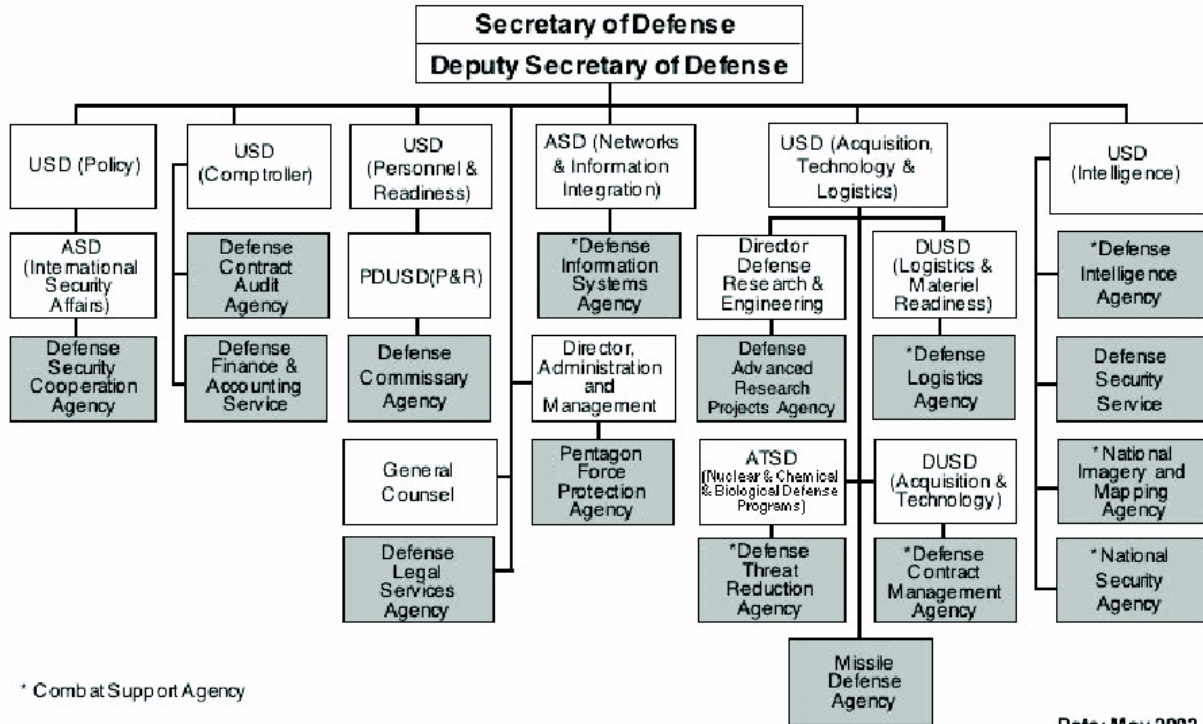 Secretary of Defense
Deputy Secretary of Defense
USD (Policy)
USD
(Comptroller)
USD
(Personnel &
Readiness)
ASD (Networks
& Information
Integration)
USD (Acquisition,
Technology &
Logistics)
USD
(Intelligence)
ASD
(International
Security
Affairs)
Defense
Contract
Audit
Agency
PDUSD(P&R)
*Defense
Information
Systems
Agency
Director
Defense
Research &
Engineering
DUSD
(Logistics &
Materiel
Readiness)
*Defense
Intelligence
Agency
Defense
Security
Cooperation
Agency
Defense
Finance &
Accounting
Service
Defense
Commissary
Agency
Director,
Administration
and
Management
Defense
Advanced
Research
Projects Agency
*Defense
Logistics
Agency
Defense
Security
Service
General
Counsel
Pentagon
Force
Protection
Agency
ATSD
(Nuclear & Chemical
& Biological Defense
Programs)
DUSD
(Acquisition &
Technology)
*National
Imagery and
Mapping
Agency
Defense
Legal
Services
Agency
*Defense
Threat
Reduction
Agency
*Defense
Contract
Management
Agency
*National
Security
Agency
Missile
Defense
Agency
* Combat Support Agency